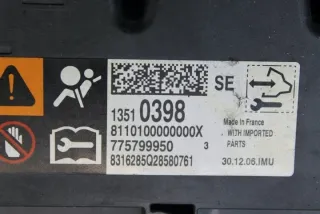 SE
1351 0398
8110100000000X
775799950 3
8316285Q28580761
Made in France
WITH IMPORTED
PARTS
30.12.06.IMU